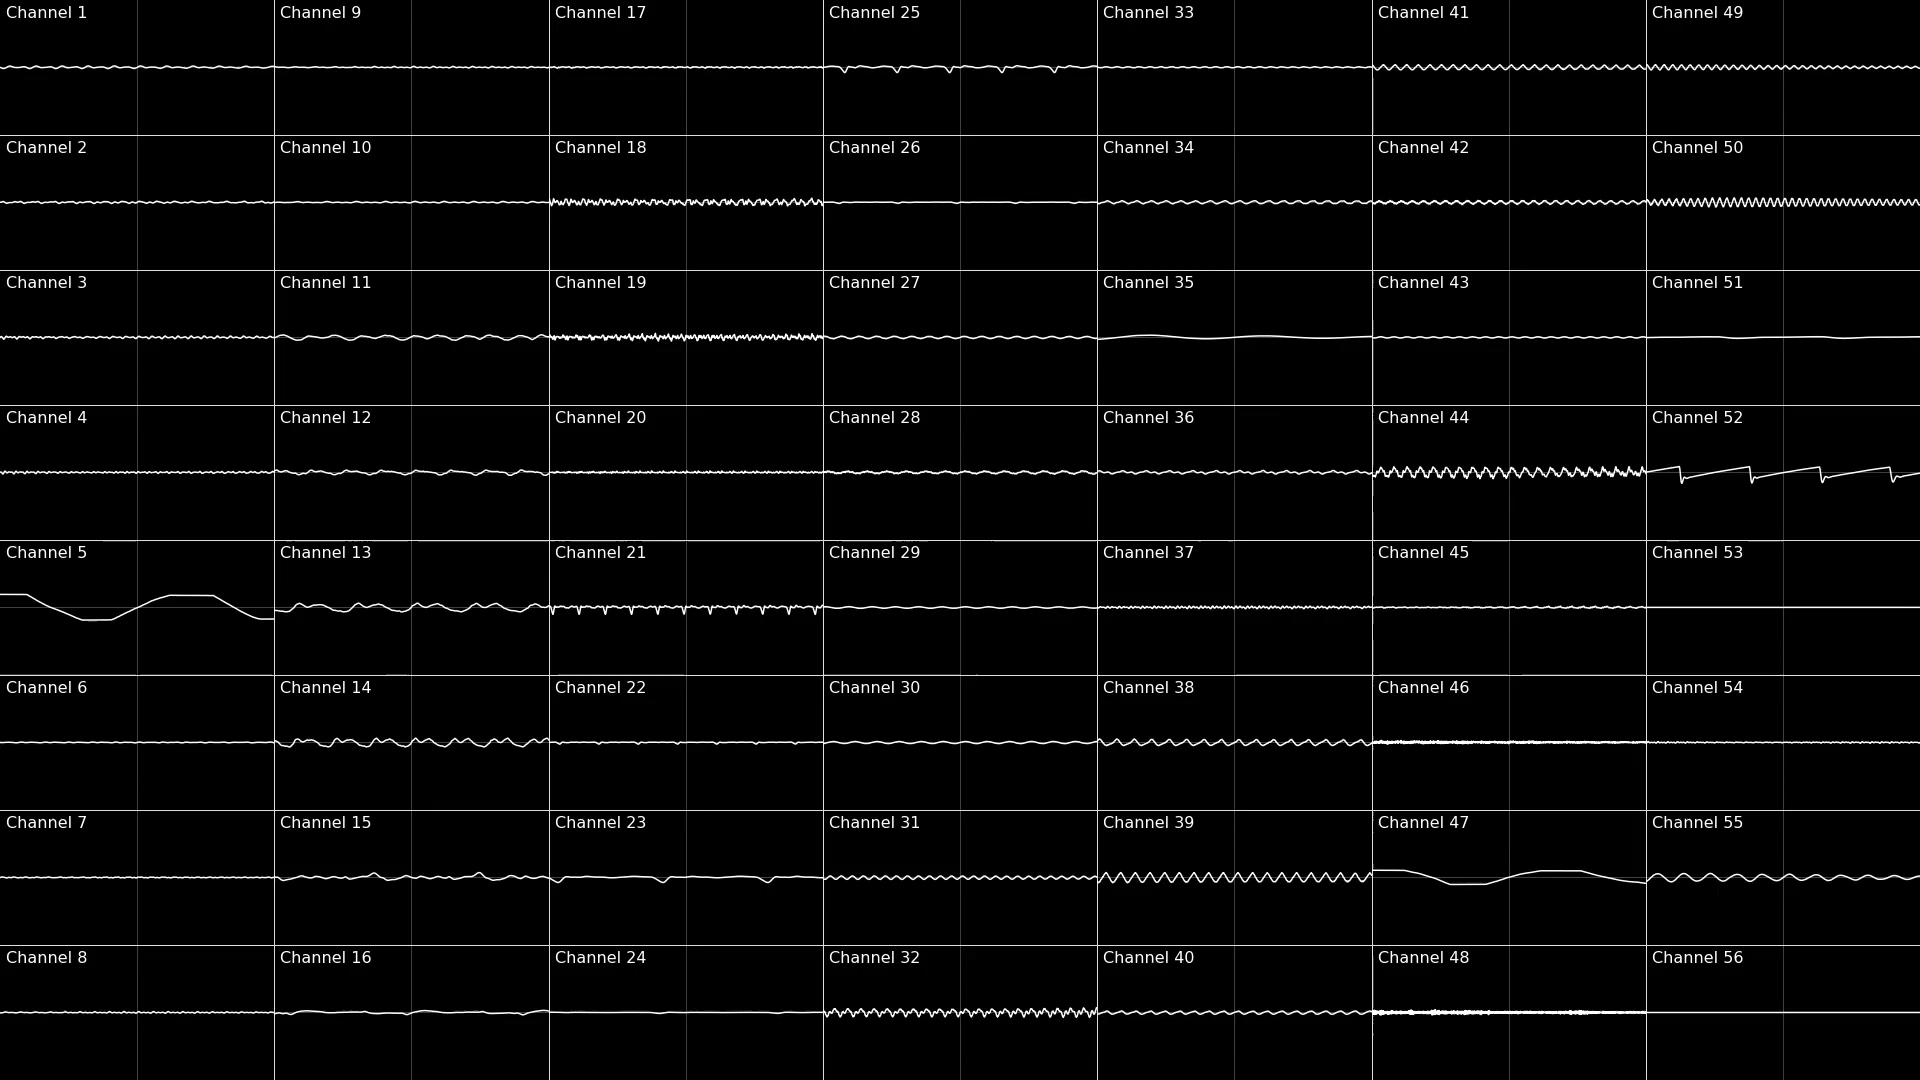 Channel 1
Channel 9
Channel 17
Channel 25
Channel 33
Channel 41
Channel 49
Channel 2
Channel 10
Channel 18
Channel 26
Channel 34
Channel 42
Channel 50
Channel 3
Channel 11
Channel 19
Channel 27
Channel 35
Channel 43
Channel 51
Channel 4
Channel 12
Channel 20
Channel 28
Channel 36
Channel 44
Channel 52
Channel 5
Channel 13
Channel 21
Channel 29
Channel 37
Channel 45
Channel 53
Channel 6
Channel 14
Channel 22
Channel 30
Channel 38
Channel 46
Channel 54
Channel 7
Channel 15
Channel 23
Channel 31
Channel 39
Channel 47
Channel 55
Channel 8
Channel 16
Channel 24
Channel 32
Channel 40
Channel 48
Channel 56